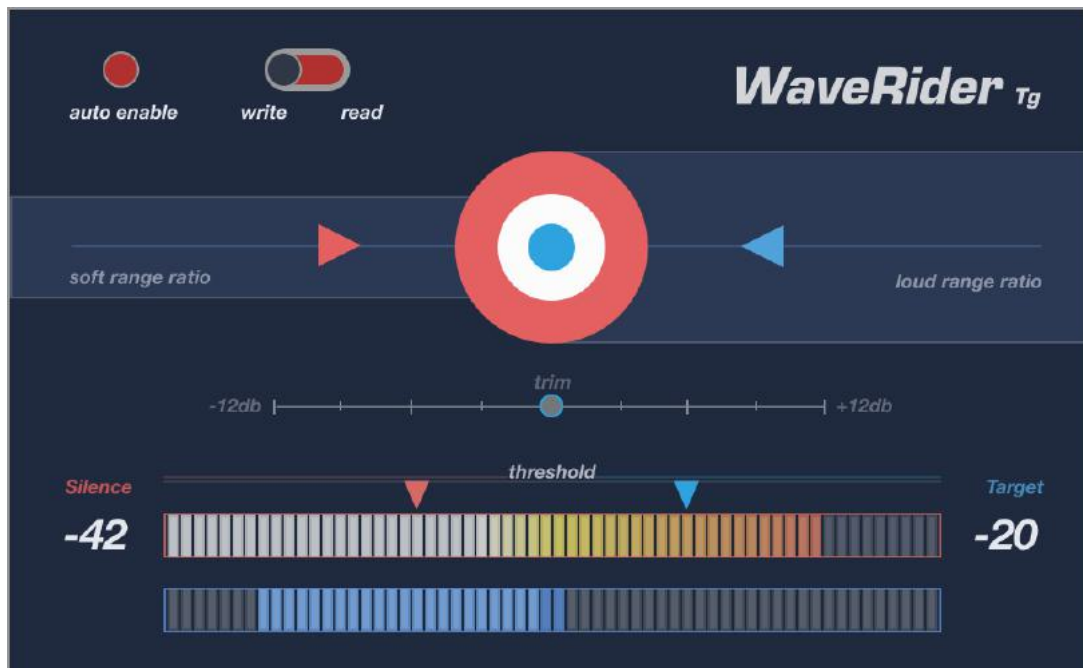 WaveRider Tg
auto enable
write read
soft range ratio
loud range ratio
trim
-12db +12db
threshold
Silence Target
-42 -20